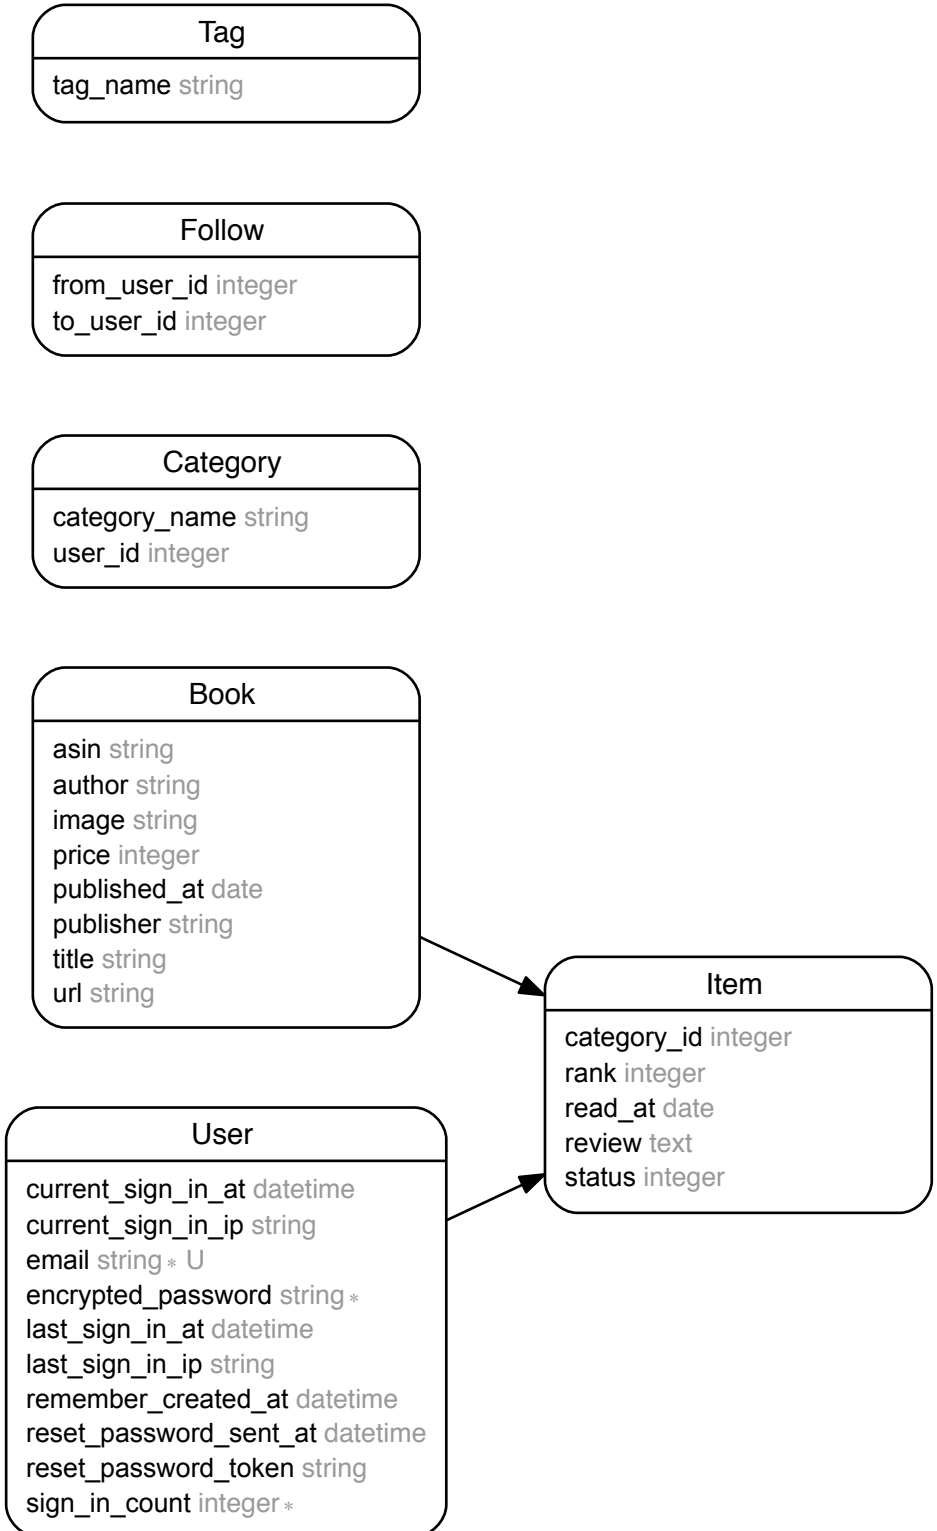 Tag
tag_name string
Follow
from_user_id integer
to_user_id integer
Category
category_name string
user_id integer
Book
asin string
author string
image string
price integer
published_at date
publisher string
title string
url string
Item
category_id integer
rank integer
read_at date
review text
status integer
User
current_sign_in_at datetime
current_sign_in_ip string
email string * U
encrypted_password string *
last_sign_in_at datetime
last_sign_in_ip string
remember_created_at datetime
reset_password_sent_at datetime
reset_password_token string
sign_in_count integer *